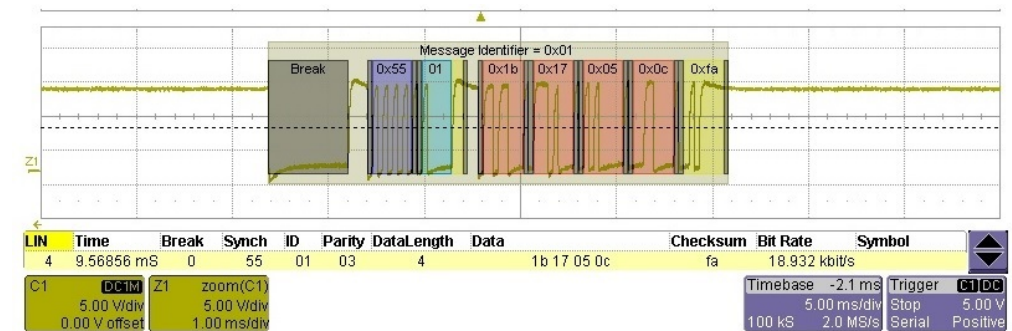 Message Identifier = 0x01
Break 0x55 01 0x1b 0x17 0x05 0x0c 0xfa
Z1
LIN Time Break Synch ID Parity DataLength Data Checksum Bit Rate Symbol
4 9.56856 mS 0 55 01 03 4 1b 17 05 0c fa 18.932 kbit/s
C1 DC1M Z1 zoom(C1) Timebase -2.1 ms Trigger C1 DC
5.00 V/div 5.00 V/div 5.00 ms/div Stop 5.00 V
0.00 V offset 1.00 ms/div 100 kS 2.0 MS/s Serial Positive